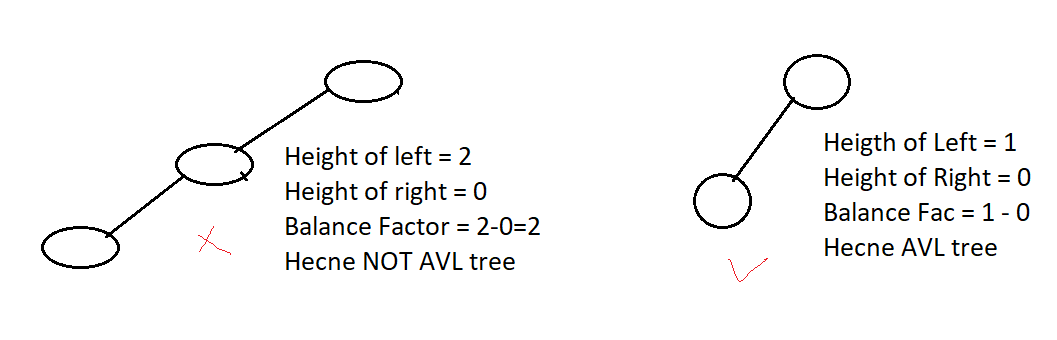 Height of left = 2
Height of right = 0
Balance Factor = 2-0=2
Hecne NOT AVL tree
Heigth of Left = 1
Height of Right = 0
Balance Fac = 1 - 0
Hecne AVL tree